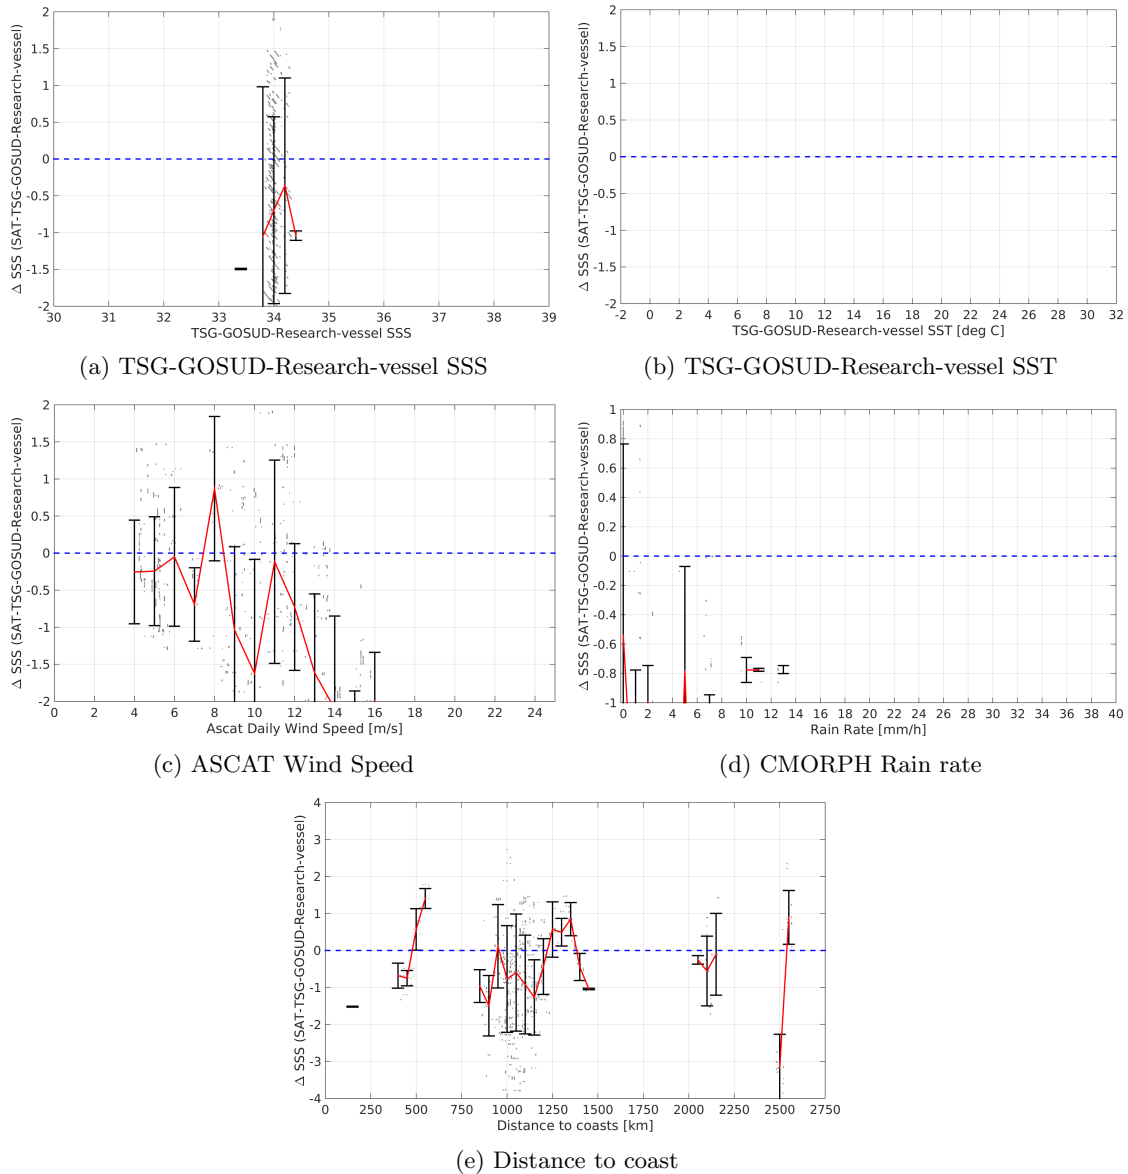 Δ SSS (SAT-TSG-GOSUD-Research-vessel)
2
1.5
1
0.5
0
-0.5
-1
-1.5
-2
30 31 32 33 34 35 36 37 38 39
TSG-GOSUD-Research-vessel SSS
(a) TSG-GOSUD-Research-vessel SSS
Δ SSS (SAT-TSG-GOSUD-Research-vessel)
2
1.5
1
0.5
0
-0.5
-1
-1.5
-2
-2 0 2 4 6 8 10 12 14 16 18 20 22 24 26 28 30 32
TSG-GOSUD-Research-vessel SST [deg C]
(b) TSG-GOSUD-Research-vessel SST
Δ SSS (SAT-TSG-GOSUD-Research-vessel)
2
1.5
1
0.5
0
-0.5
-1
-1.5
-2
0 2 4 6 8 10 12 14 16 18 20 22 24
Ascat Daily Wind Speed [m/s]
(c) ASCAT Wind Speed
Δ SSS (SAT-TSG-GOSUD-Research-vessel)
1
0.8
0.6
0.4
0.2
0
-0.2
-0.4
-0.6
-0.8
-1
0 2 4 6 8 10 12 14 16 18 20 22 24 26 28 30 32 34 36 38 40
Rain Rate [mm/h]
(d) CMORPH Rain rate
Δ SSS (SAT-TSG-GOSUD-Research-vessel)
4
3
2
1
0
-1
-2
-3
-4
0 250 500 750 1000 1250 1500 1750 2000 2250 2500 2750
Distance to coasts [km]
(e) Distance to coast